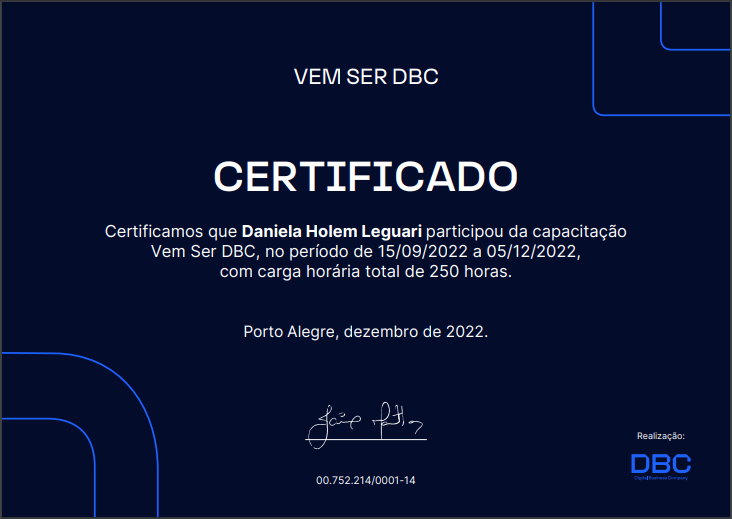 VEM SER DBC
CERTIFICADO
Certificamos que Daniela Holem Leguari participou da capacitação
Vem Ser DBC, no período de 15/09/2022 a 05/12/2022,
com carga horária total de 250 horas.
Porto Alegre, dezembro de 2022.
00.752.214/0001-14
Realização:
DBC
Digital Business Company